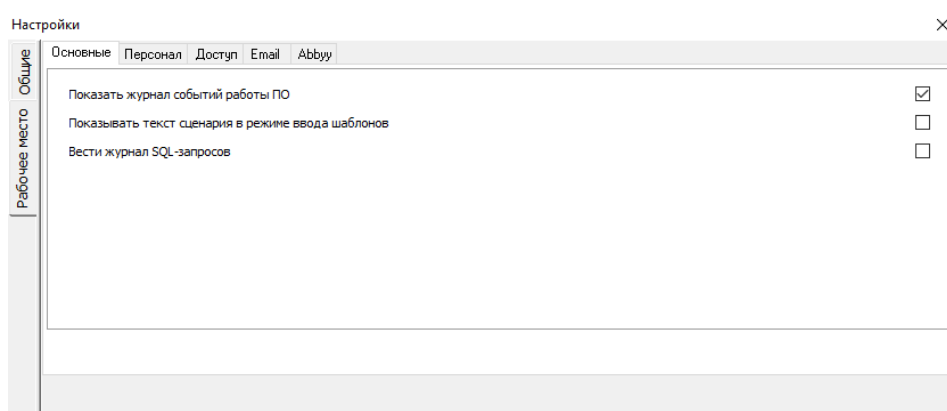 Настройки
Общие
Рабочее место
Основные Персонал Доступ Email Abbyy
Показать журнал событий работы ПО
Показывать текст сценария в режиме ввода шаблонов
Вести журнал SQL-запросов